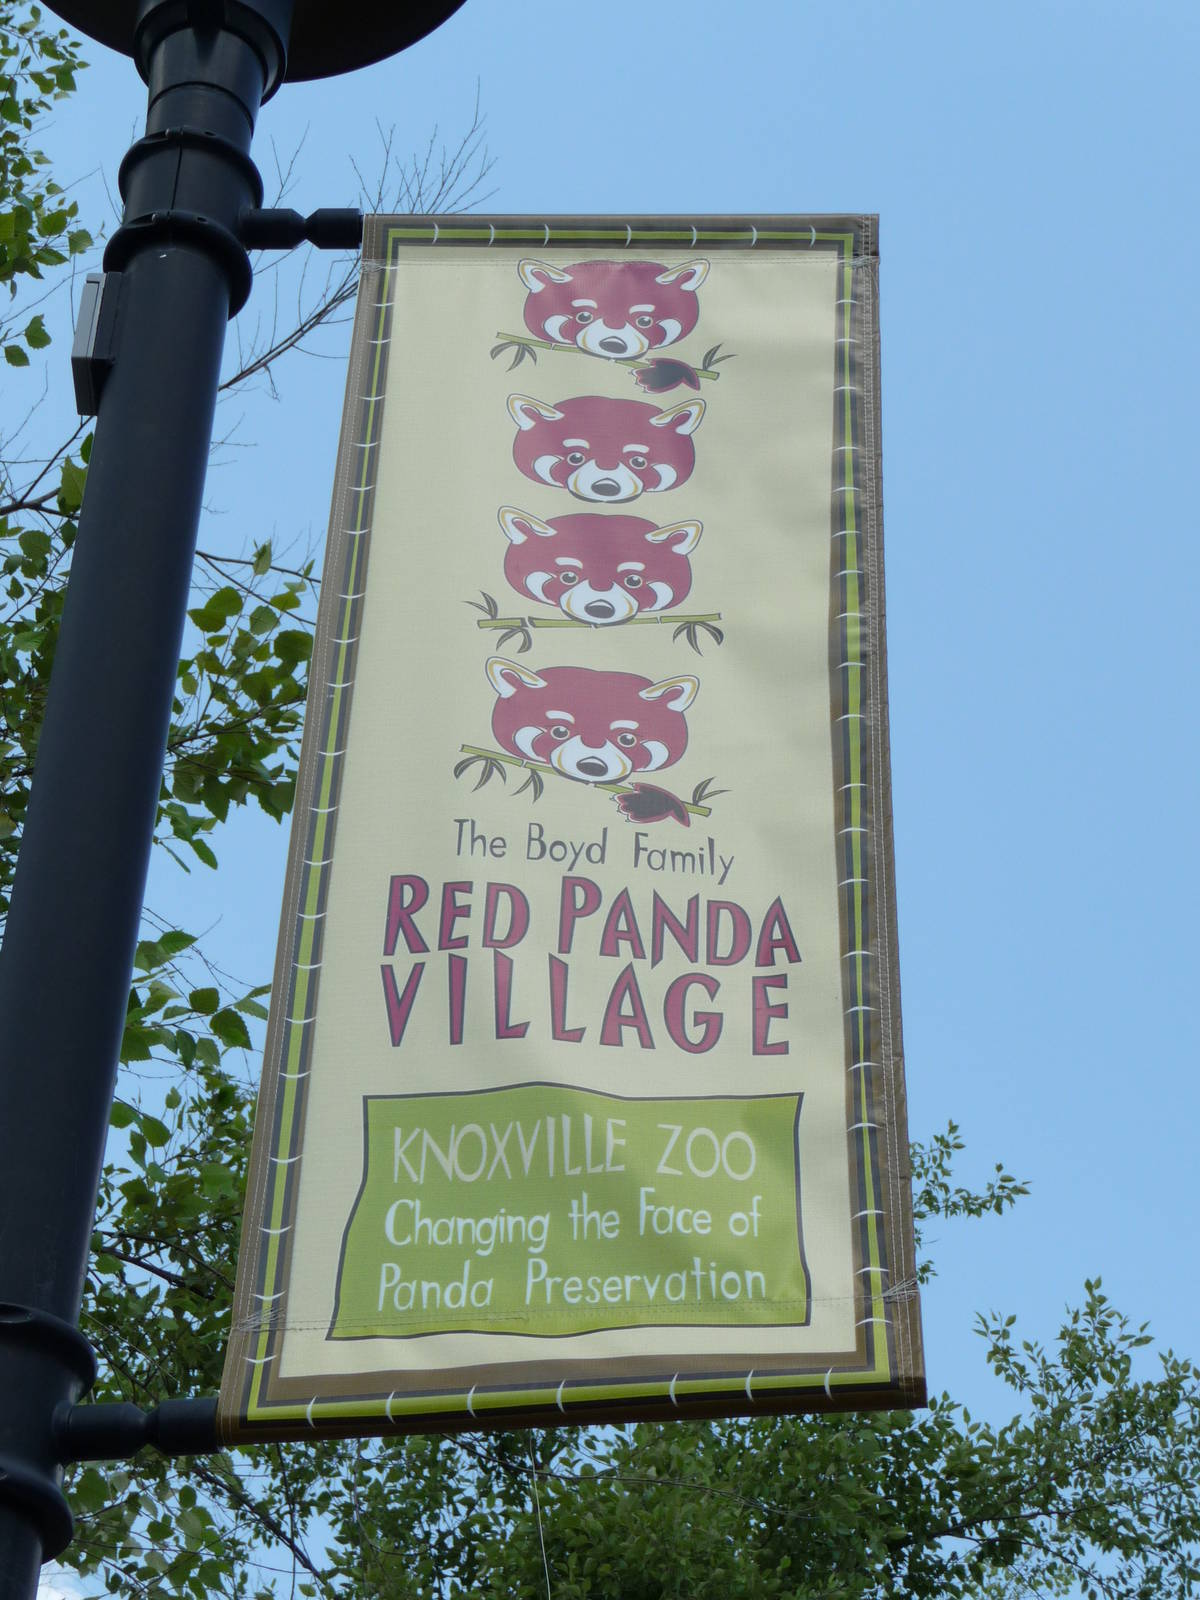 The Boyd Family
RED PANDA
VILLAGE
KNOXVILLE ZOO
Changing the Face of
Panda Preservation